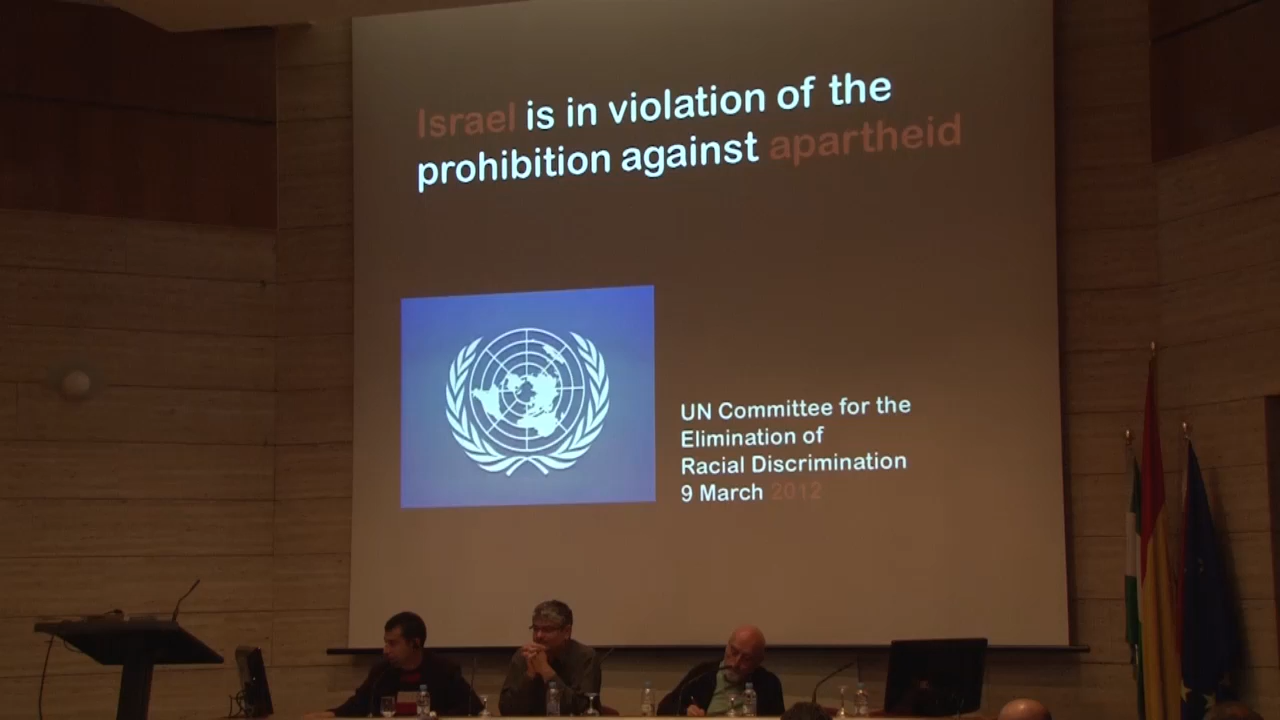 Israel is in violation of the
prohibition against apartheid
UN Committee for the
Elimination of
Racial Discrimination
9 March 2012